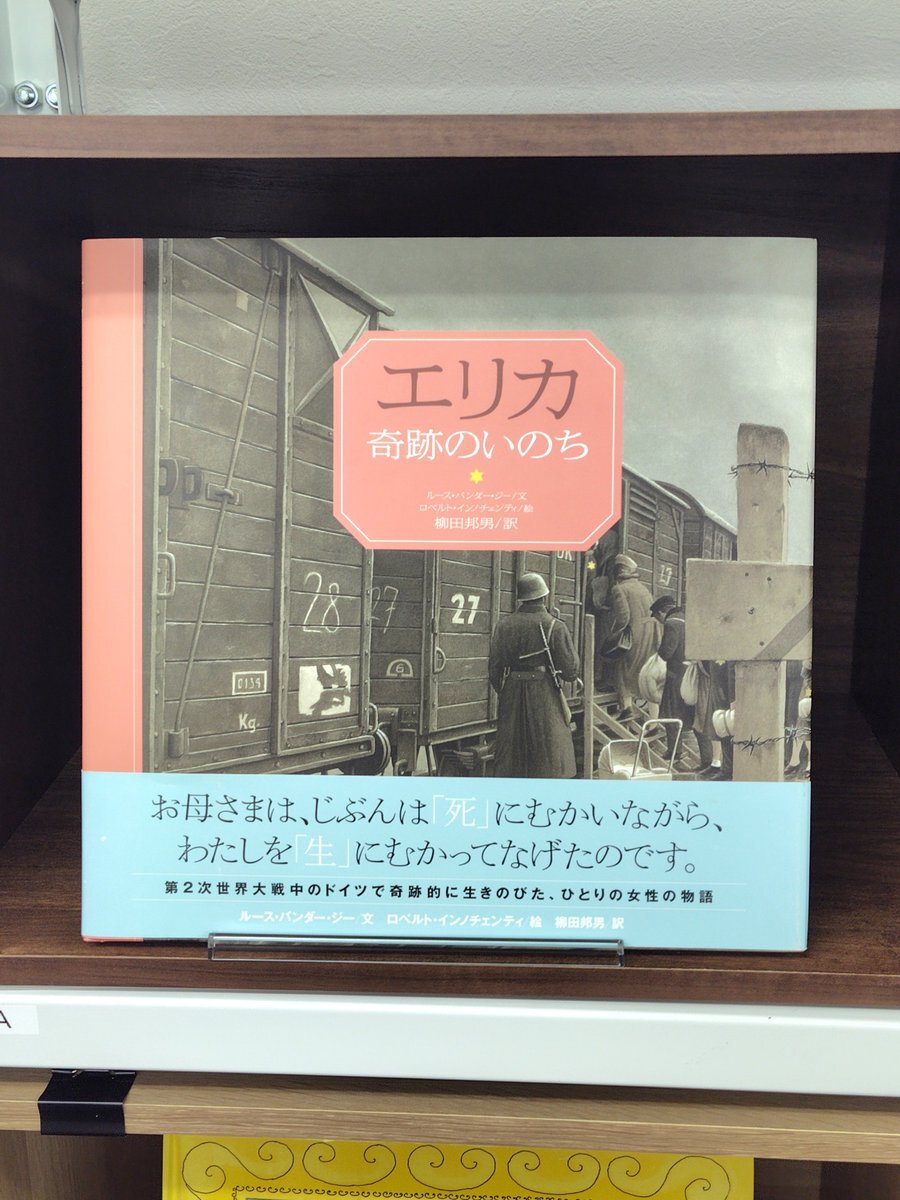 エリカ
奇跡のいのち
ルース・バンダー・ジー/文
ロベルト・インノチェンティ/絵
柳田邦男/訳
28
27
27
27
0134
Kg
6
お母さまは、じぶんは「死」にむかいながら、
わたしを「生」にむかってなげたのです。
第2次世界大戦中のドイツで奇跡的に生きのびた、ひとりの女性の物語
ルース・バンダー・ジー 文 ロベルト・インノチェンティ 絵 柳田邦男 訳
A